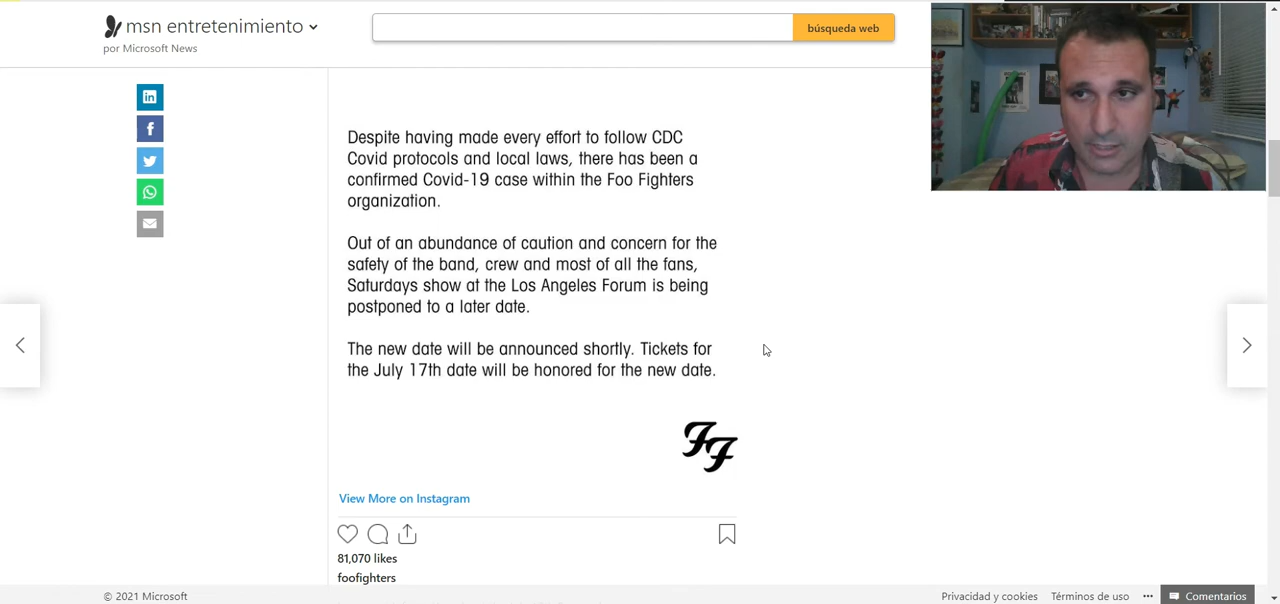 msn entretenimiento
por Microsoft News
búsqueda web
Despite having made every effort to follow CDC
Covid protocols and local laws, there has been a
confirmed Covid-19 case within the Foo Fighters
organization.
Out of an abundance of caution and concern for the
safety of the band, crew and most of all the fans,
Saturdays show at the Los Angeles Forum is being
postponed to a later date.
The new date will be announced shortly. Tickets for
the July 17th date will be honored for the new date.
FF
View More on Instagram
81,070 likes
foofighters
© 2021 Microsoft
Privacidad y cookies
Términos de uso
Comentarios